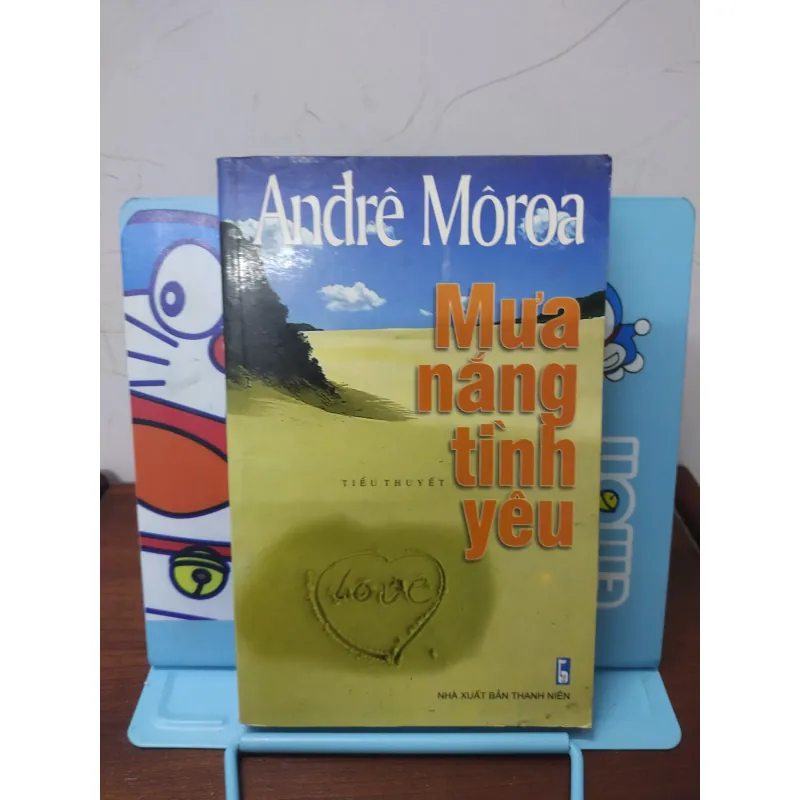 Anđrê Môroa
Mưa
nắng
tình
yêu
TIỂU THUYẾT
NHÀ XUẤT BẢN THANH NIÊN